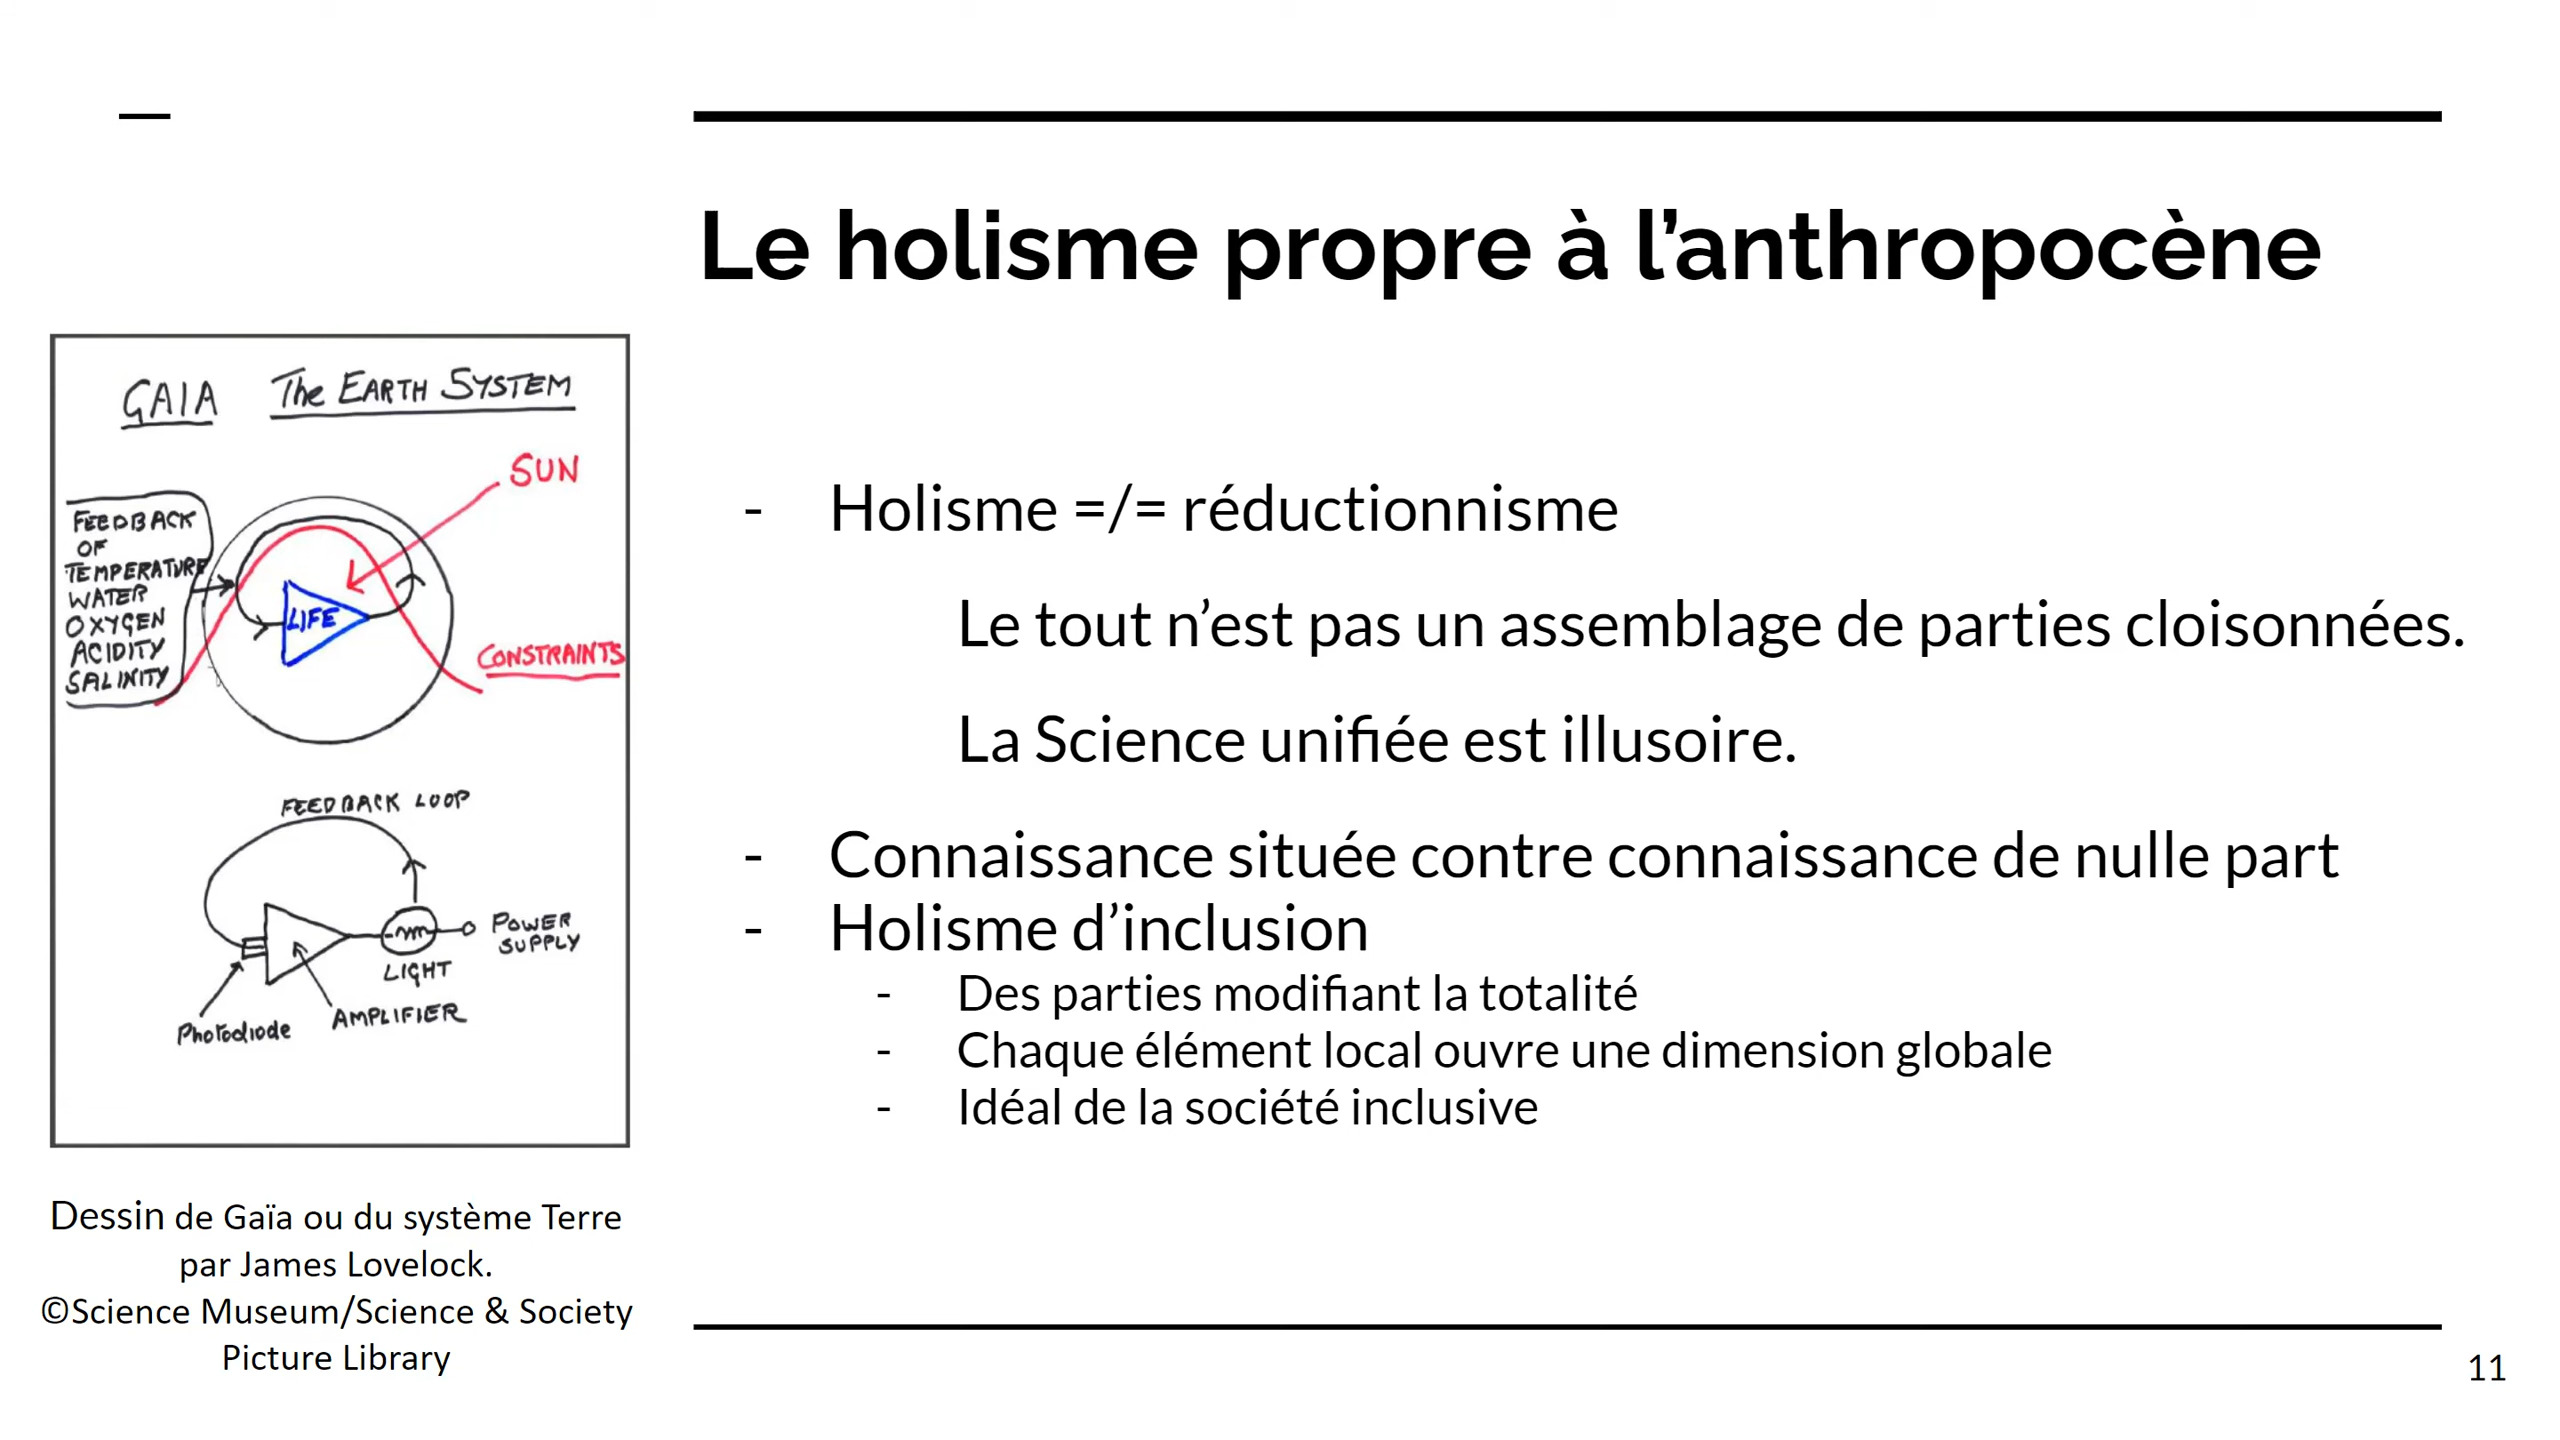 Le holisme propre à l’anthropocène
GAIA The EARTH SYSTEM
SUN
FEEDBACK
OF
TEMPERATURE
WATER
OXYGEN
ACIDITY
SALINITY
LIFE
CONSTRAINTS
FEEDBACK LOOP
POWER
SUPPLY
LIGHT
AMPLIFIER
Photodiode
Dessin de Gaïa ou du système Terre
par James Lovelock.
©Science Museum/Science & Society
Picture Library
- Holisme =/= réductionnisme
Le tout n’est pas un assemblage de parties cloisonnées.
La Science unifiée est illusoire.
- Connaissance située contre connaissance de nulle part
- Holisme d’inclusion
- Des parties modifiant la totalité
- Chaque élément local ouvre une dimension globale
- Idéal de la société inclusive
11